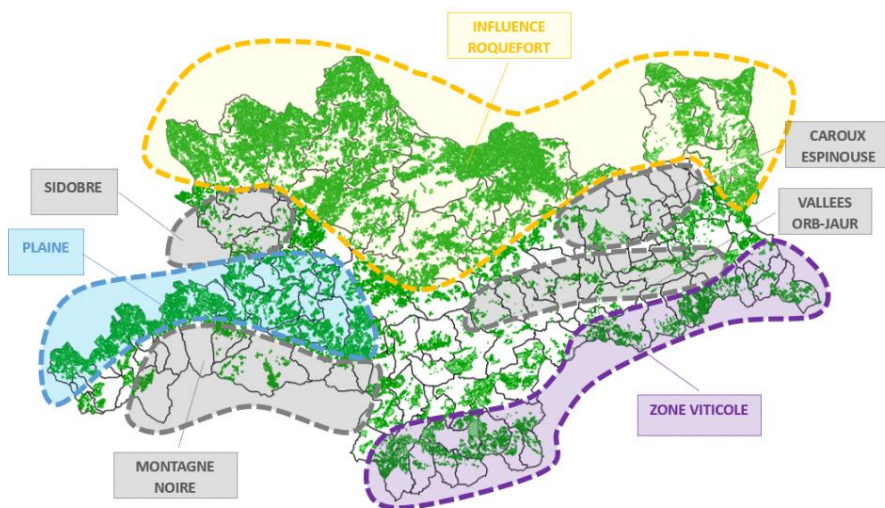 INFLUENCE
ROQUEFORT
CAROUX
ESPINOUSE
SIDOBRE
VALLEES
ORB-JAUR
PLAINE
ZONE VITICOLE
MONTAGNE
NOIRE